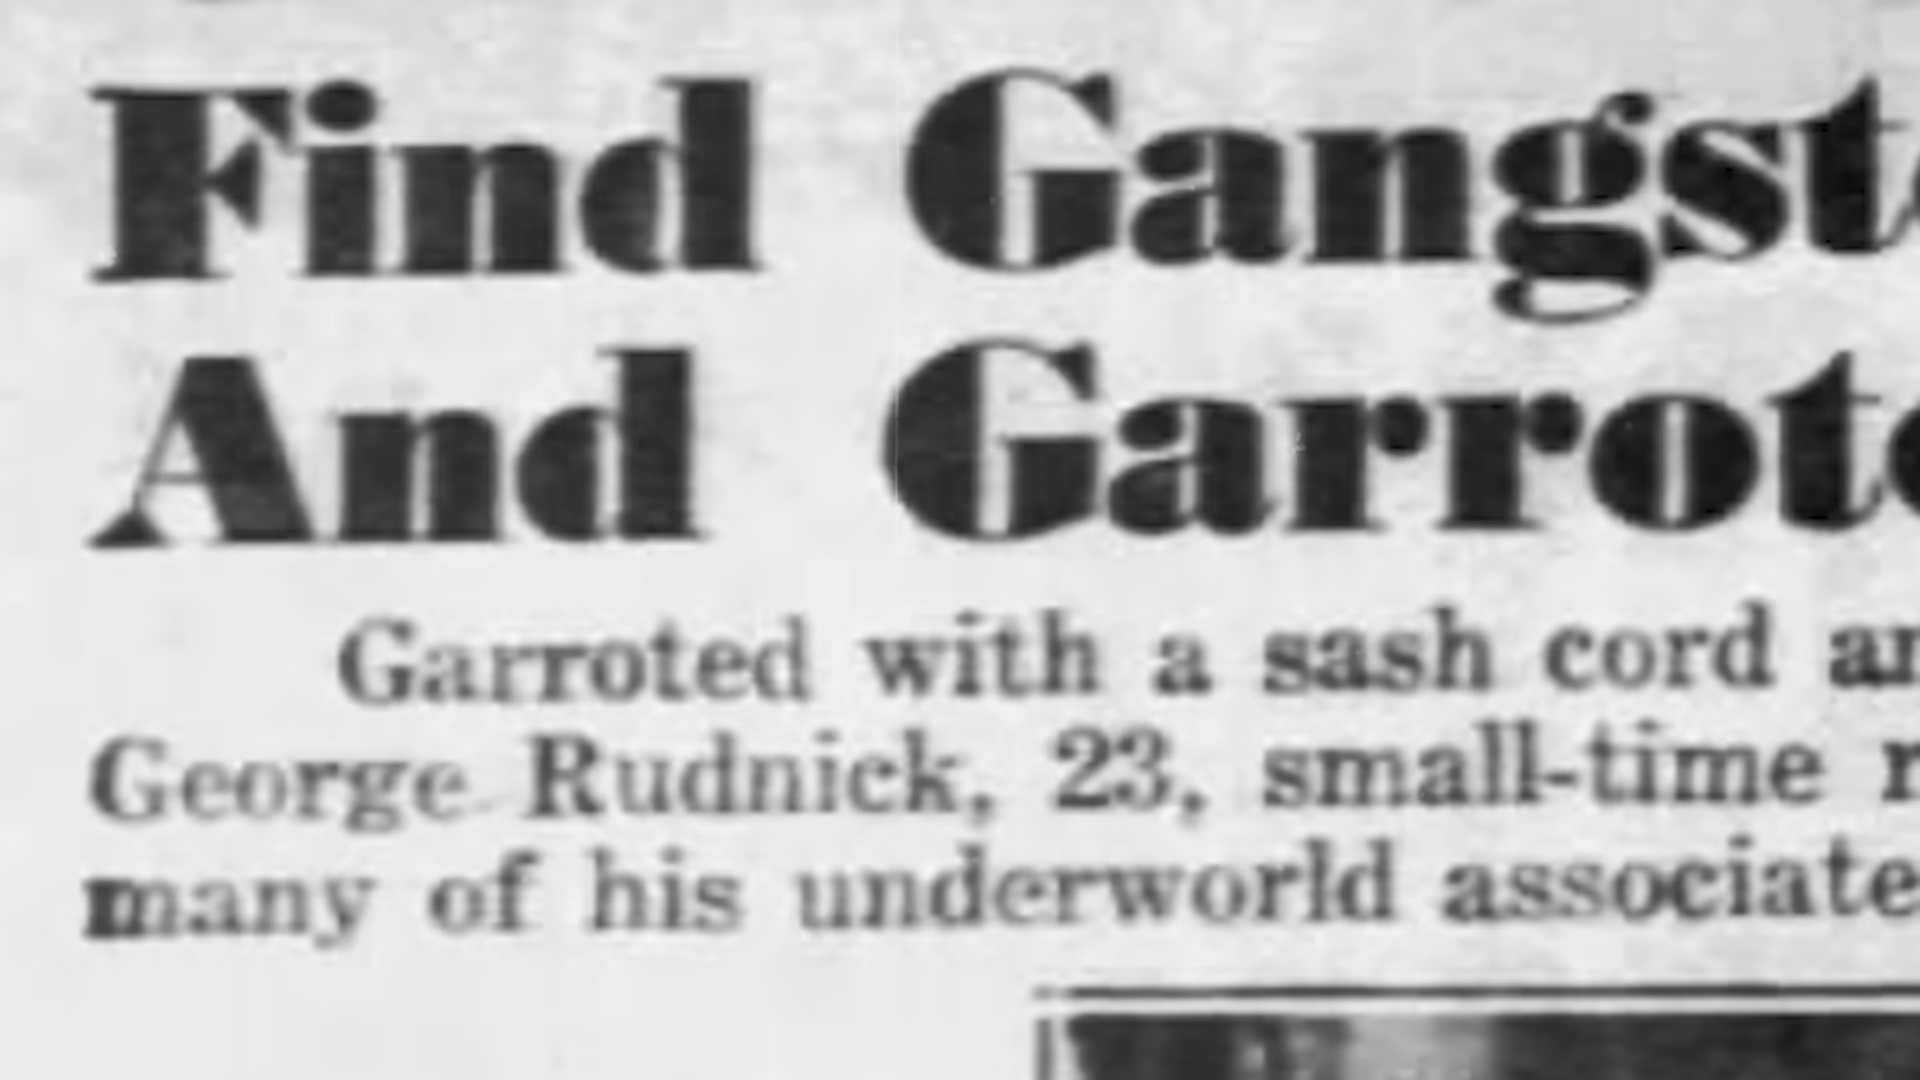 Find Gangst
And Garrot
Garroted with a sash cord
George Rudnick, 23, small-time
many of his underworld associate